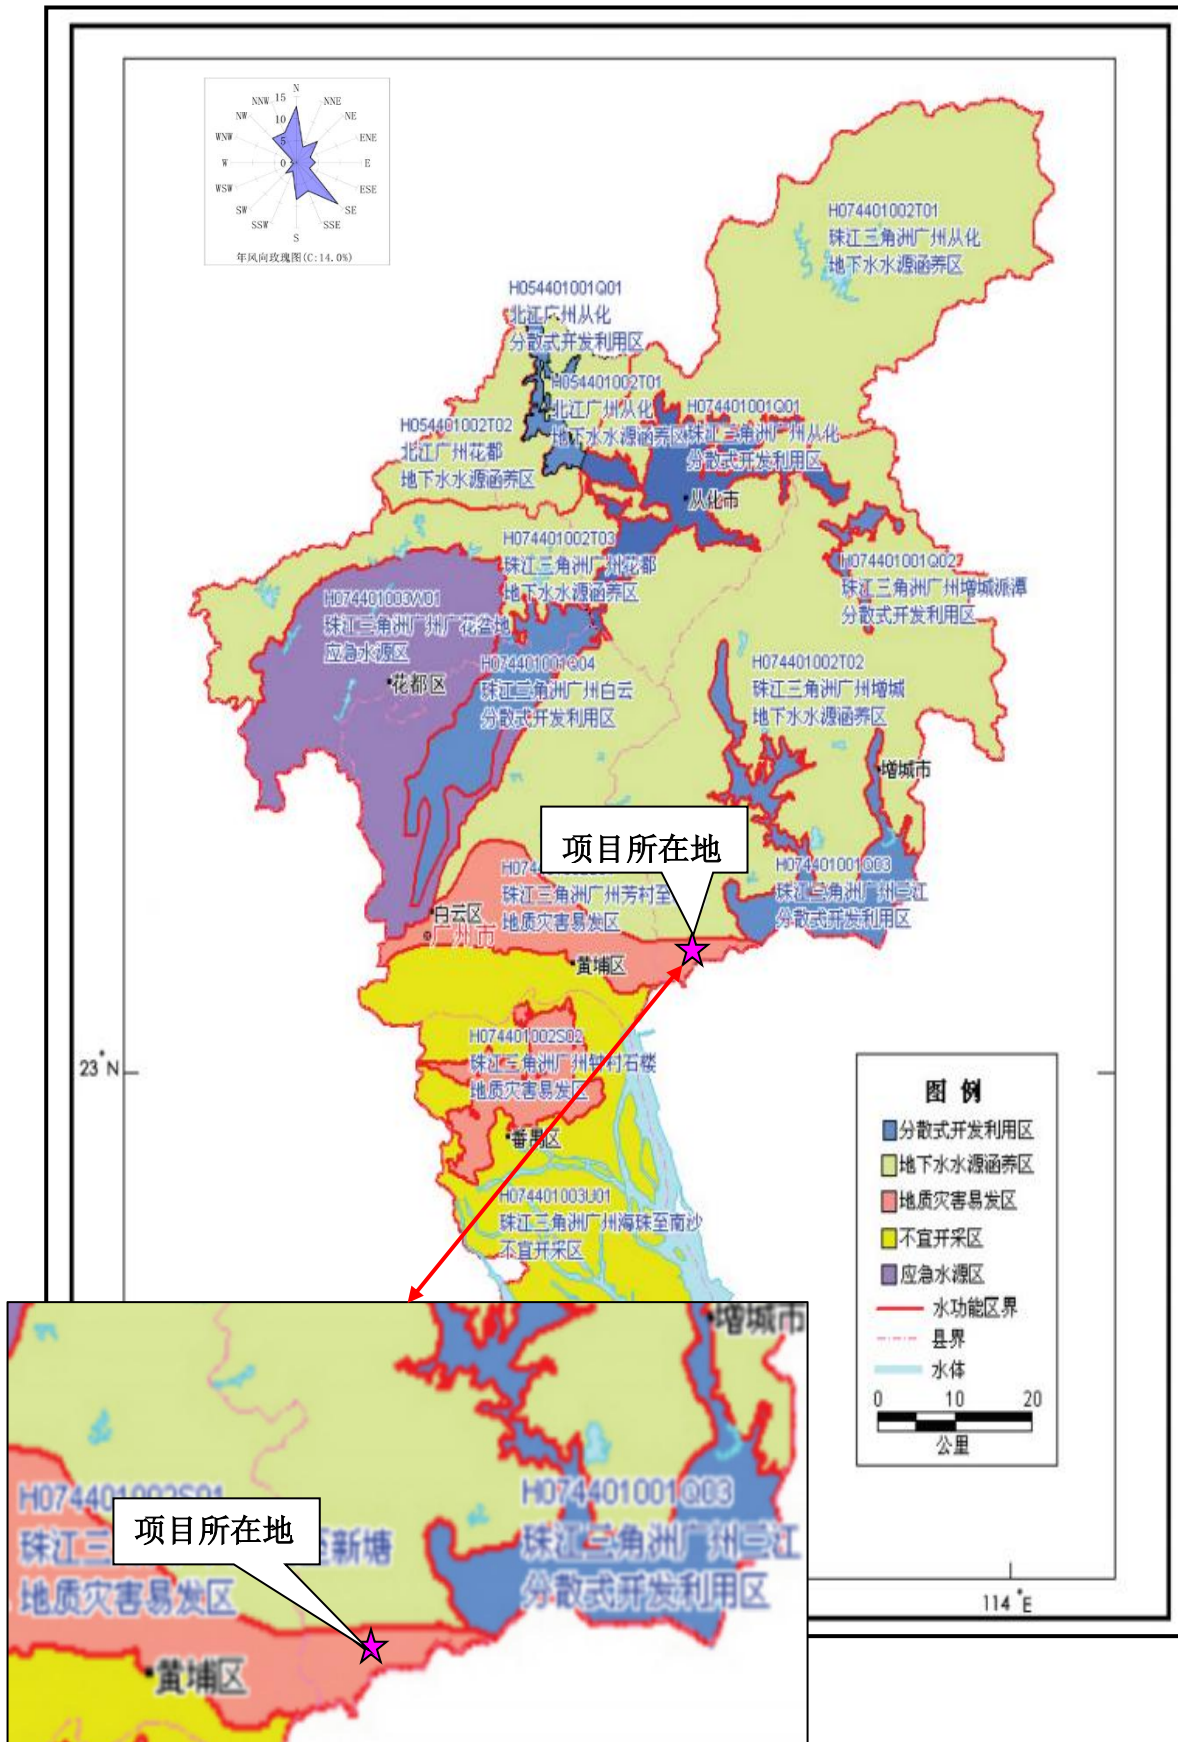 N
NNW
NNE
15
NW
NE
10
WNW
ENE
5
W
0
E
WSW
ESE
SW
SE
SSW
SSE
S
年风向玫瑰图(C:14.0%)
H074401002T01
珠江三角洲广州从化
地下水水源涵养区
H054401001Q01
北江广州从化
分散式开发利用区
H054401002T01
北江广州从化
地下水水源涵养区
H074401001Q01
珠江三角洲广州从化
分散式开发利用区
H054401002T02
北江广州花都
地下水水源涵养区
从化市
H074401002T03
珠江三角洲广州花都
地下水水源涵养区
H074401001Q02
珠江三角洲广州增城派潭
分散式开发利用区
H074401003W01
珠江三角洲广州广花盆地
应急水源区
花都区
H074401001Q04
珠江三角洲广州白云
分散式开发利用区
H074401002T02
珠江三角洲广州增城
地下水水源涵养区
增城市
项目所在地
H074
珠江三角洲广州芳村至
地质灾害易发区
H074401001Q03
珠江三角洲广州三江
分散式开发利用区
白云区
广州市
黄埔区
H074401002S02
珠江三角洲广州钟村石楼
地质灾害易发区
番禺区
H074401003U01
珠江三角洲广州海珠至南沙
不宜开采区
23°N
114°E
图 例
分散式开发利用区
地下水水源涵养区
地质灾害易发区
不宜开采区
应急水源区
水功能区界
县界
水体
0 10 20
公里
增城市
H074401002S01
珠江三
至新塘
地质灾害易发区
项目所在地
H074401001Q03
珠江三角洲广州三江
分散式开发利用区
黄埔区